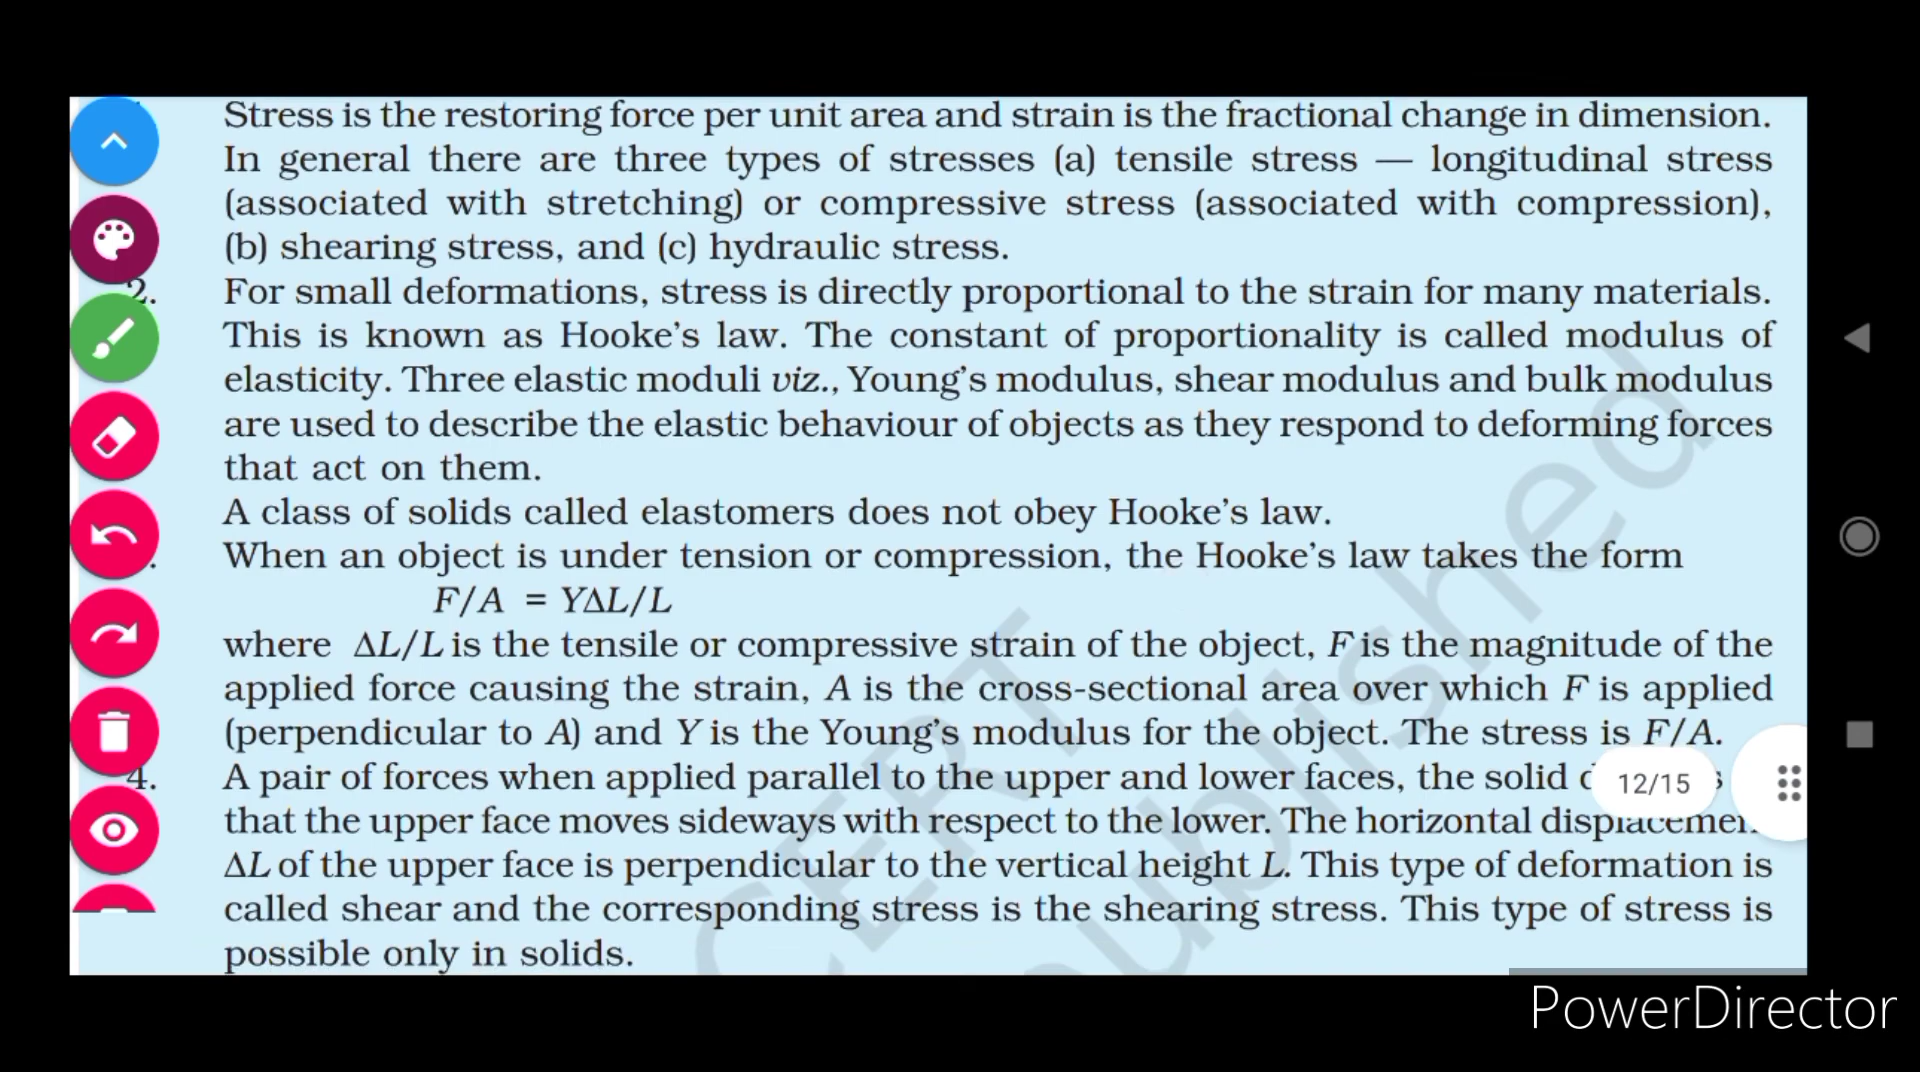 Stress is the restoring force per unit area and strain is the fractional change in dimension.
In general there are three types of stresses (a) tensile stress — longitudinal stress
(associated with stretching) or compressive stress (associated with compression),
(b) shearing stress, and (c) hydraulic stress.
2. For small deformations, stress is directly proportional to the strain for many materials.
This is known as Hooke's law. The constant of proportionality is called modulus of
elasticity. Three elastic moduli viz., Young's modulus, shear modulus and bulk modulus
are used to describe the elastic behaviour of objects as they respond to deforming forces
that act on them.
A class of solids called elastomers does not obey Hooke's law.
. When an object is under tension or compression, the Hooke's law takes the form
F/A = YΔL/L
where ΔL/L is the tensile or compressive strain of the object, F is the magnitude of the
applied force causing the strain, A is the cross-sectional area over which F is applied
(perpendicular to A) and Y is the Young's modulus for the object. The stress is F/A.
4. A pair of forces when applied parallel to the upper and lower faces, the solid
12/15
that the upper face moves sideways with respect to the lower. The horizontal displacemen
ΔL of the upper face is perpendicular to the vertical height L. This type of deformation is
called shear and the corresponding stress is the shearing stress. This type of stress is
possible only in solids.
CERT
ublished
PowerDirector